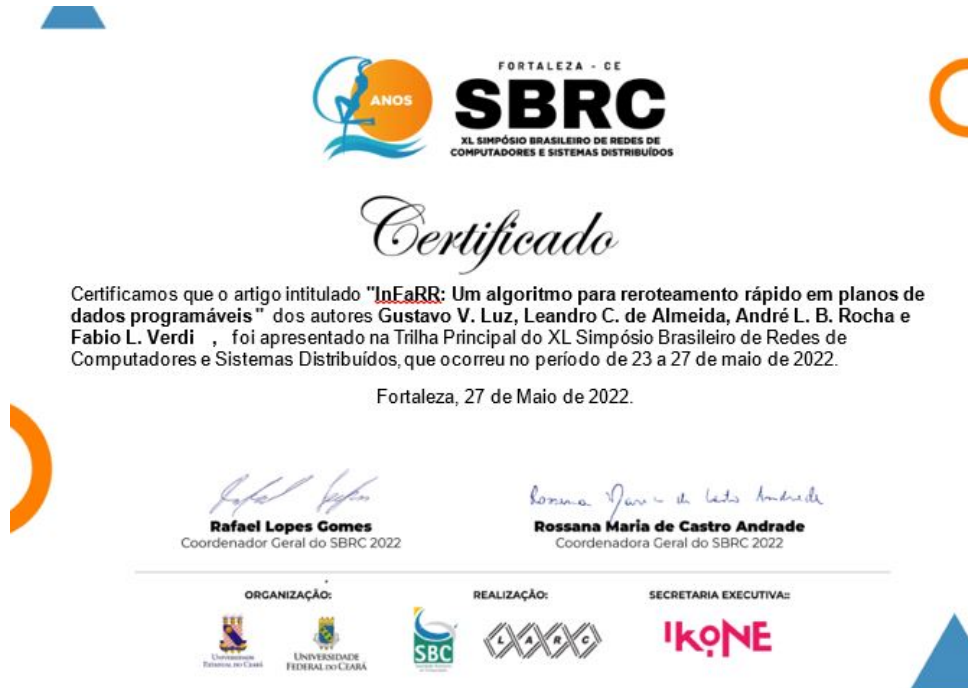 FORTALEZA - CE
ANOS
SBRC
XL SIMPÓSIO BRASILEIRO DE REDES DE
COMPUTADORES E SISTEMAS DISTRIBUÍDOS
Certificado
Certificamos que o artigo intitulado "InFaRR: Um algoritmo para reroteamento rápido em planos de
dados programáveis" dos autores Gustavo V. Luz, Leandro C. de Almeida, André L. B. Rocha e
Fabio L. Verdi , foi apresentado na Trilha Principal do XL Simpósio Brasileiro de Redes de
Computadores e Sistemas Distribuídos, que ocorreu no período de 23 a 27 de maio de 2022.
Fortaleza, 27 de Maio de 2022.
Rafael Lopes Gomes
Coordenador Geral do SBRC 2022
Rossana Maria de Castro Andrade
Coordenadora Geral do SBRC 2022
ORGANIZAÇÃO:
REALIZAÇÃO:
SECRETARIA EXECUTIVA::
UNIVERSIDADE
ESTADUAL DO CEARÁ
UNIVERSIDADE
FEDERAL DO CEARÁ
SBC
LARC
IKONE